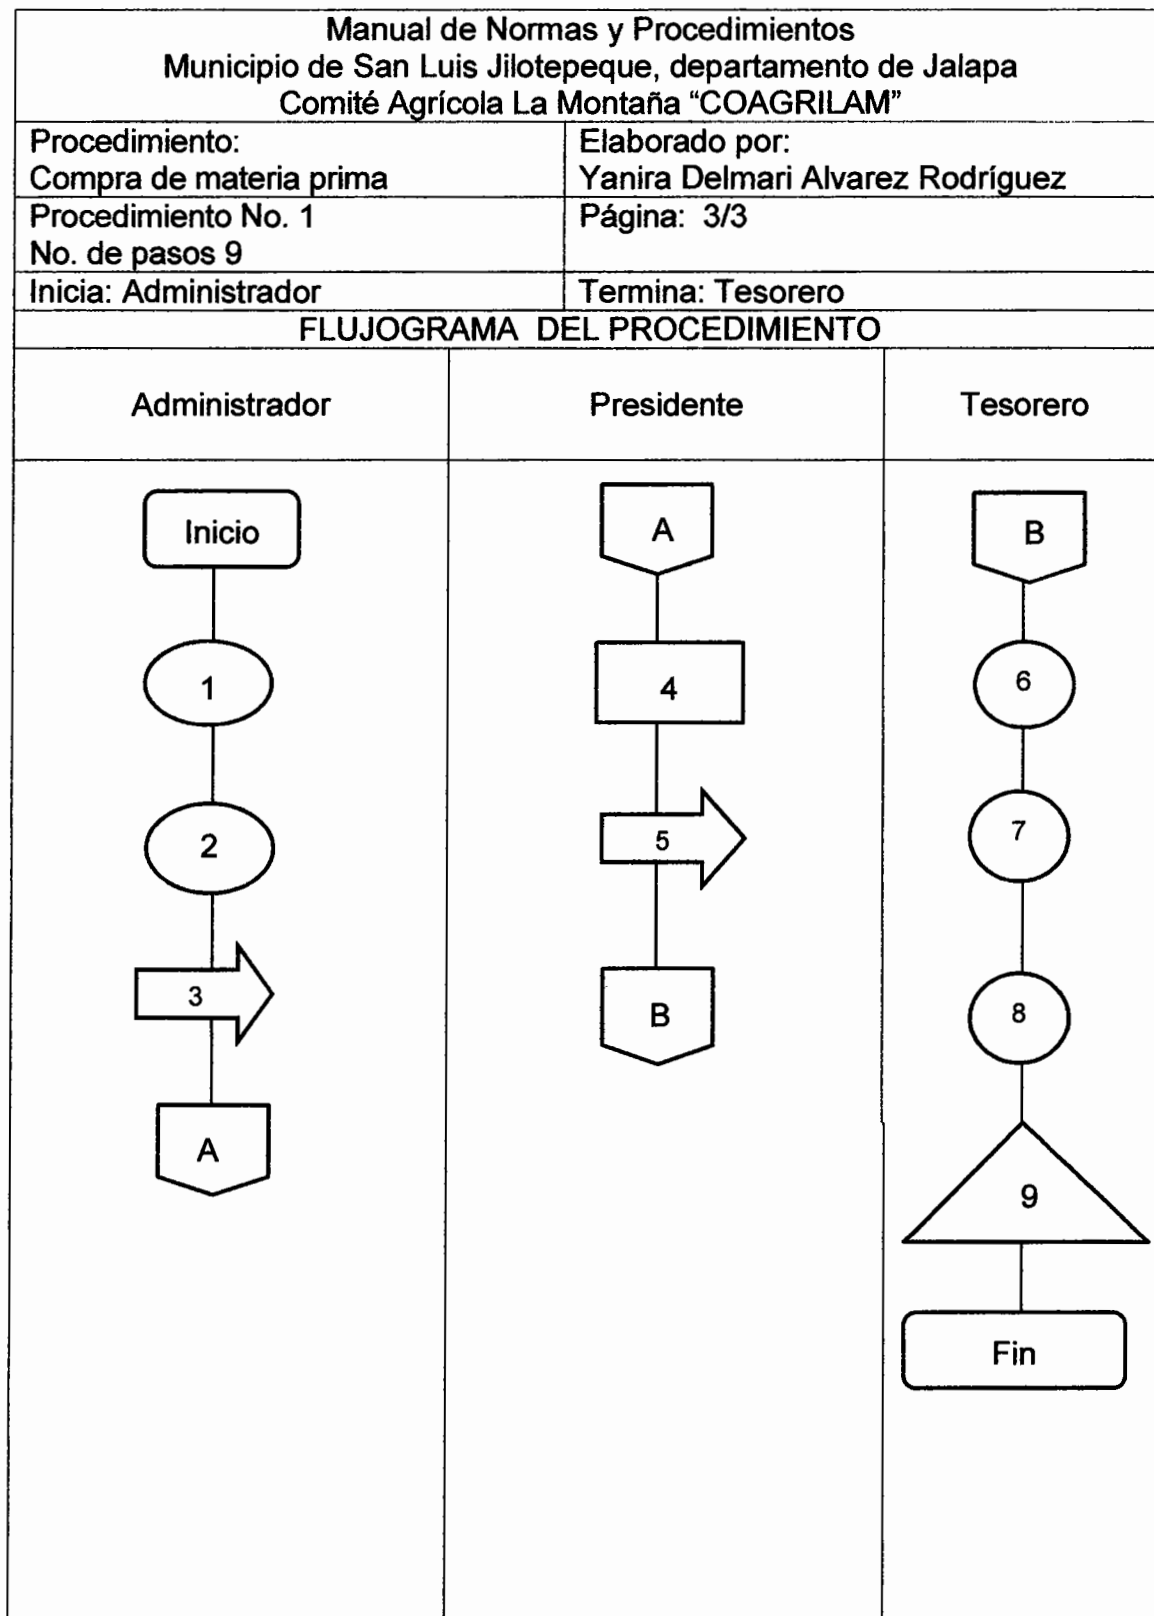 Manual de Normas y Procedimientos
Municipio de San Luis Jilotepeque, departamento de Jalapa
Comité Agrícola La Montaña “COAGRILAM”
Procedimiento:
Compra de materia prima
Elaborado por:
Yanira Delmari Alvarez Rodríguez
Procedimiento No. 1
No. de pasos 9
Página: 3/3
Inicia: Administrador
Termina: Tesorero
FLUJOGRAMA DEL PROCEDIMIENTO
Administrador
Presidente
Tesorero
Inicio
1
2
3
A
A
4
5
B
B
6
7
8
9
Fin